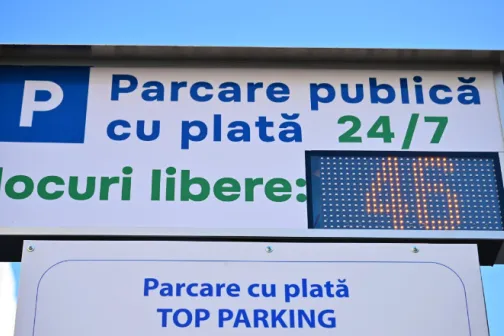 P
Parcare publică
cu plată 24/7
locuri libere: 46
Parcare cu plată
TOP PARKING